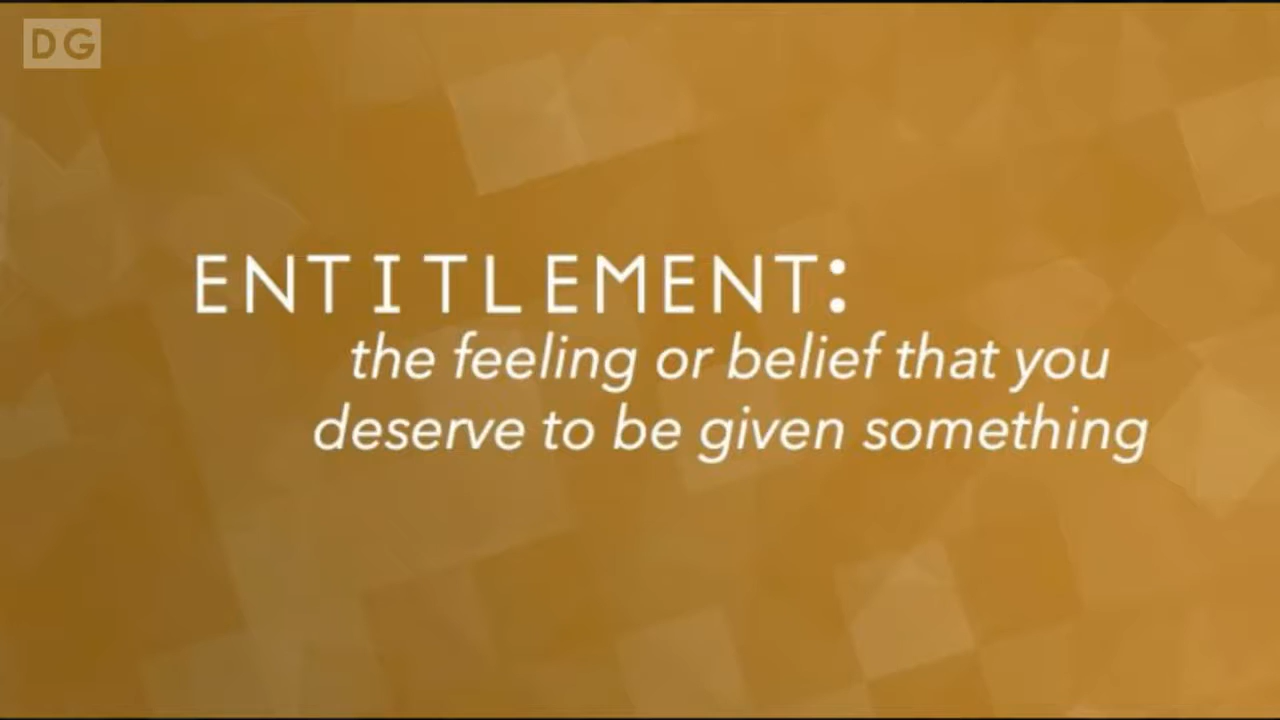 DG
ENTITLEMENT:
the feeling or belief that you
deserve to be given something